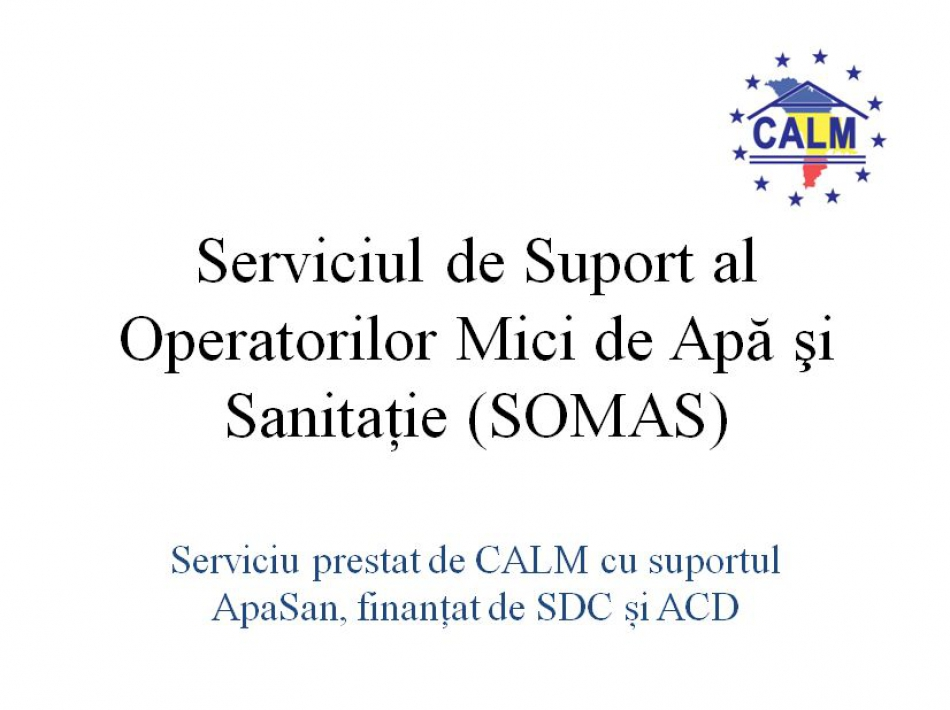 CALM
Serviciul de Suport al
Operatorilor Mici de Apă şi
Sanitație (SOMAS)
Serviciu prestat de CALM cu suportul
ApaSan, finanțat de SDC și ACD